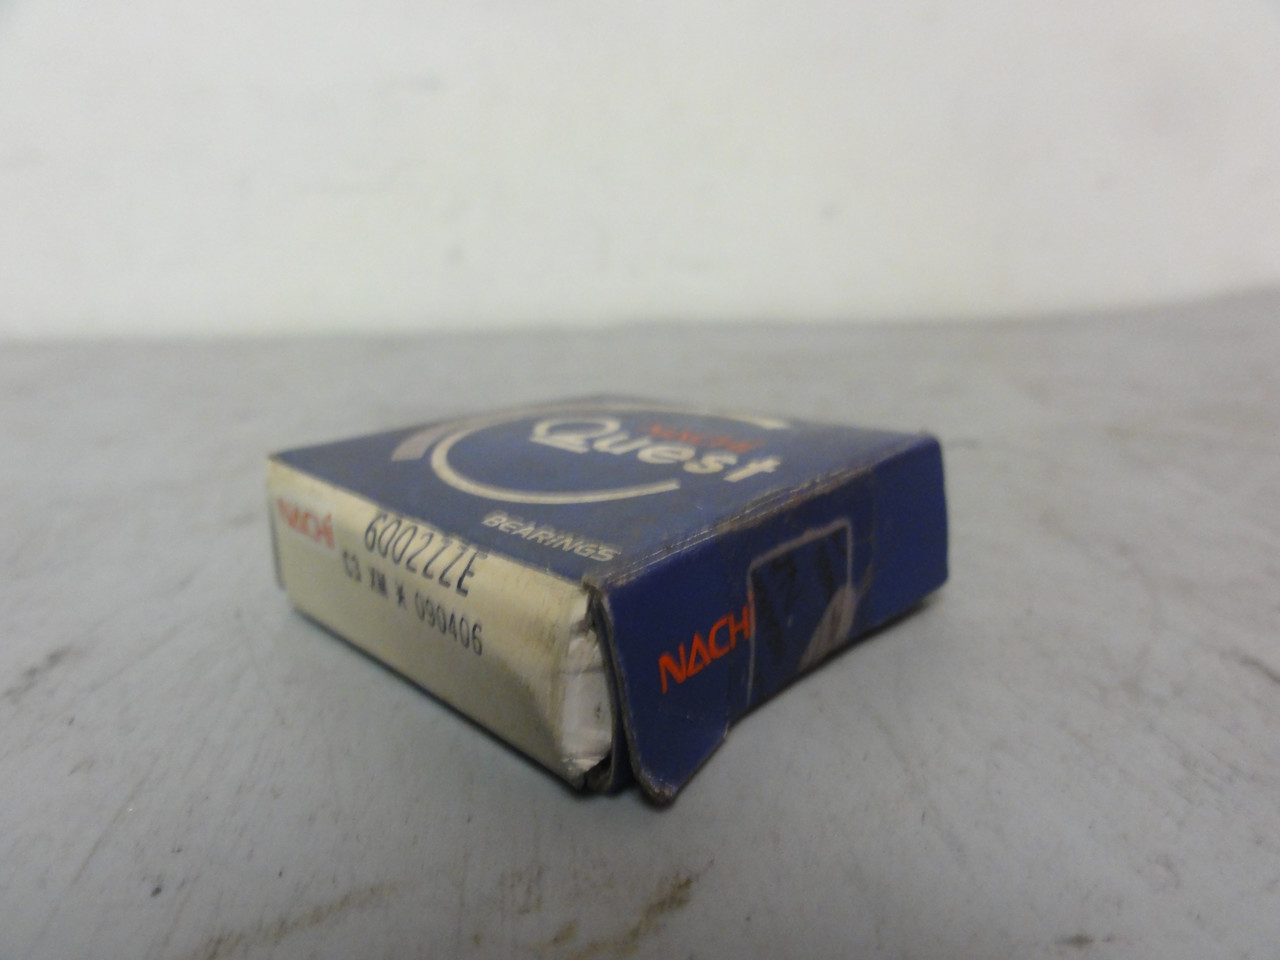 NACHI
Quest
BEARINGS
NACHI
6002ZZE
C3 XM * 090406
NACHI